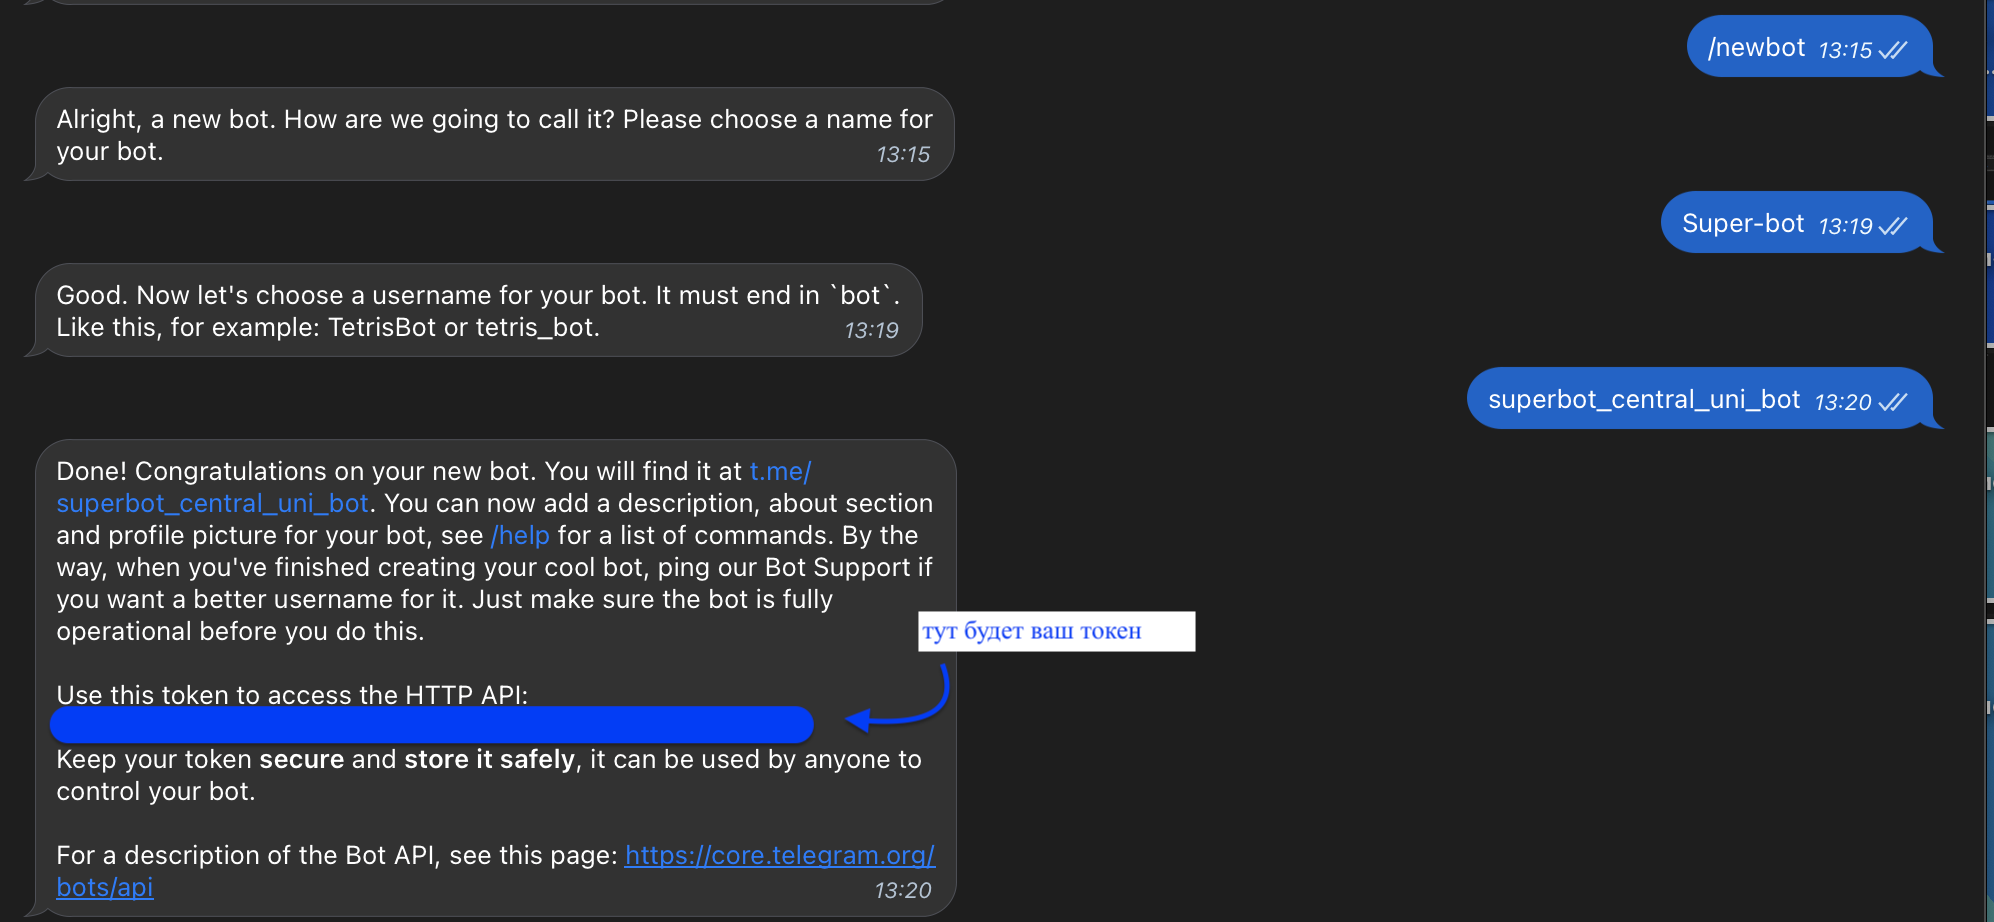 /newbot 13:15
Alright, a new bot. How are we going to call it? Please choose a name for
your bot. 13:15
Super-bot 13:19
Good. Now let's choose a username for your bot. It must end in `bot`.
Like this, for example: TetrisBot or tetris_bot. 13:19
superbot_central_uni_bot 13:20
Done! Congratulations on your new bot. You will find it at t.me/
superbot_central_uni_bot. You can now add a description, about section
and profile picture for your bot, see /help for a list of commands. By the
way, when you've finished creating your cool bot, ping our Bot Support if
you want a better username for it. Just make sure the bot is fully
operational before you do this.
тут будет ваш токен
Use this token to access the HTTP API:
Keep your token secure and store it safely, it can be used by anyone to
control your bot.
For a description of the Bot API, see this page: https://core.telegram.org/
bots/api 13:20